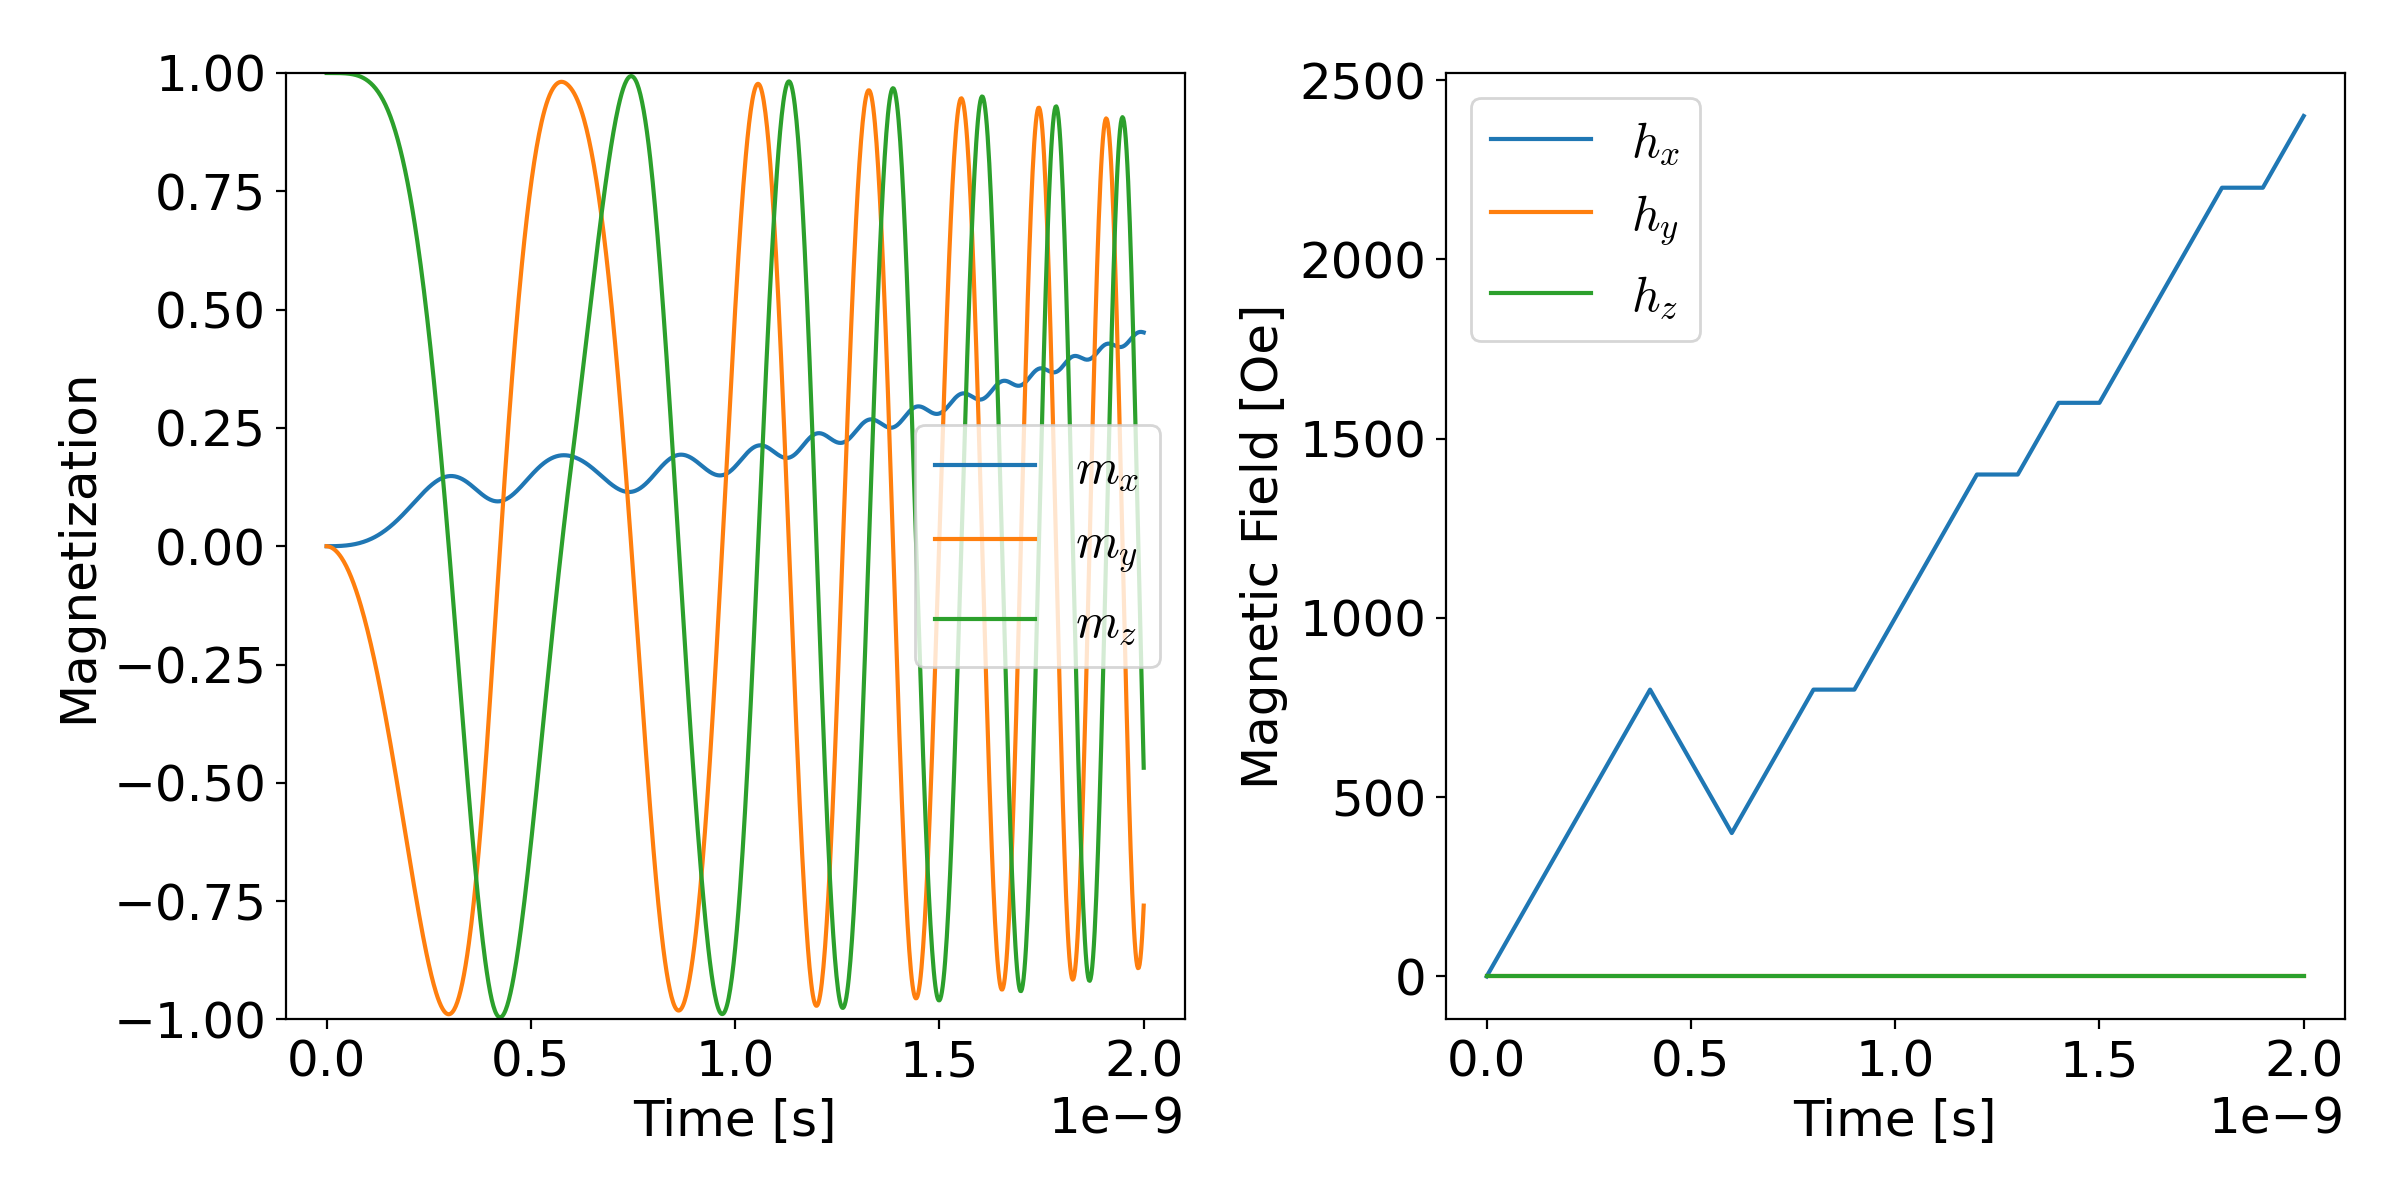 Magnetization
1.00
0.75
0.50
0.25
0.00
−0.25
−0.50
−0.75
−1.00
0.0 0.5 1.0 1.5 2.0
Time [s]
1e−9
m_x
m_y
m_z
Magnetic Field [Oe]
2500
2000
1500
1000
500
0
0.0 0.5 1.0 1.5 2.0
Time [s]
1e−9
h_x
h_y
h_z